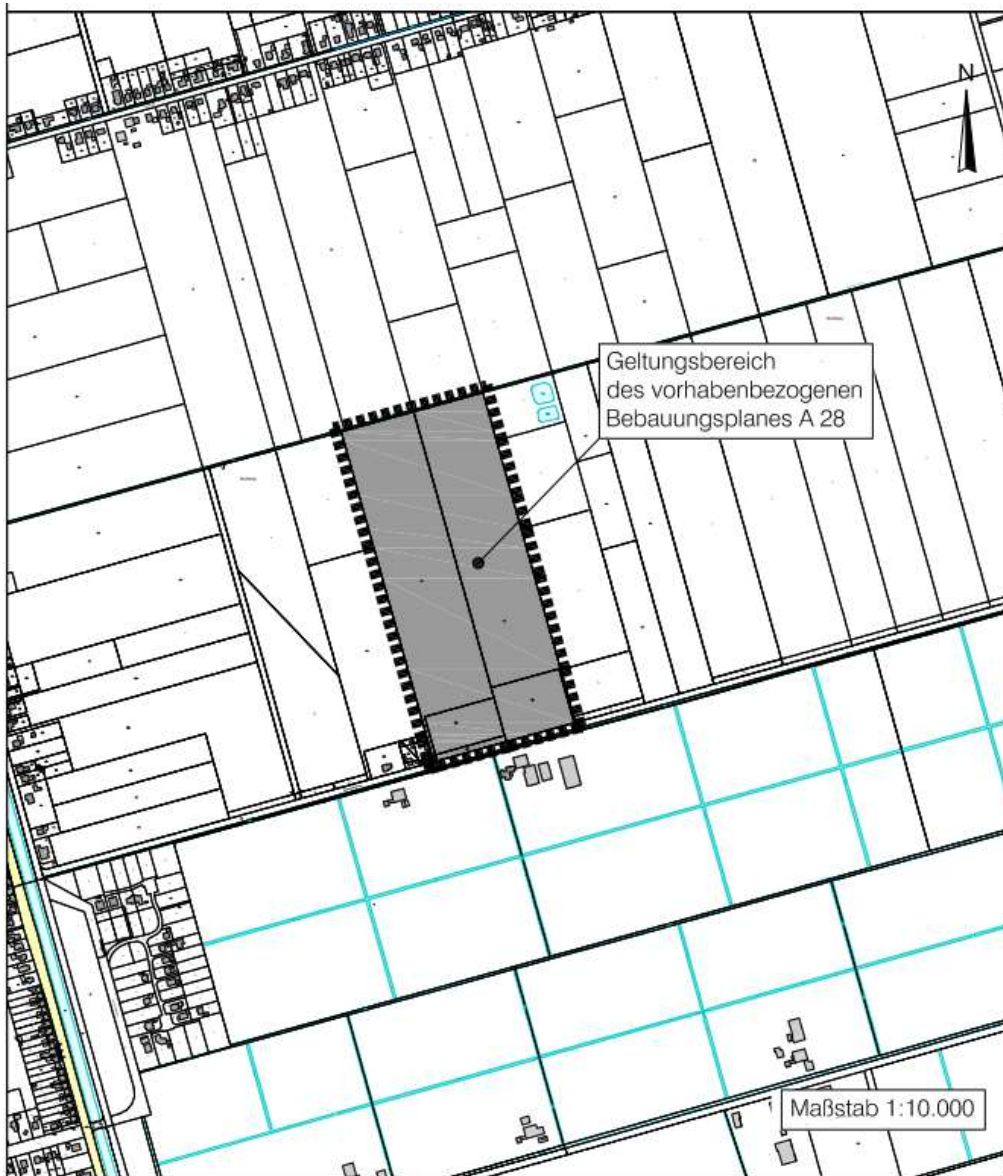 N
Geltungsbereich
des vorhabenbezogenen
Bebauungsplanes A 28
Maßstab 1:10.000